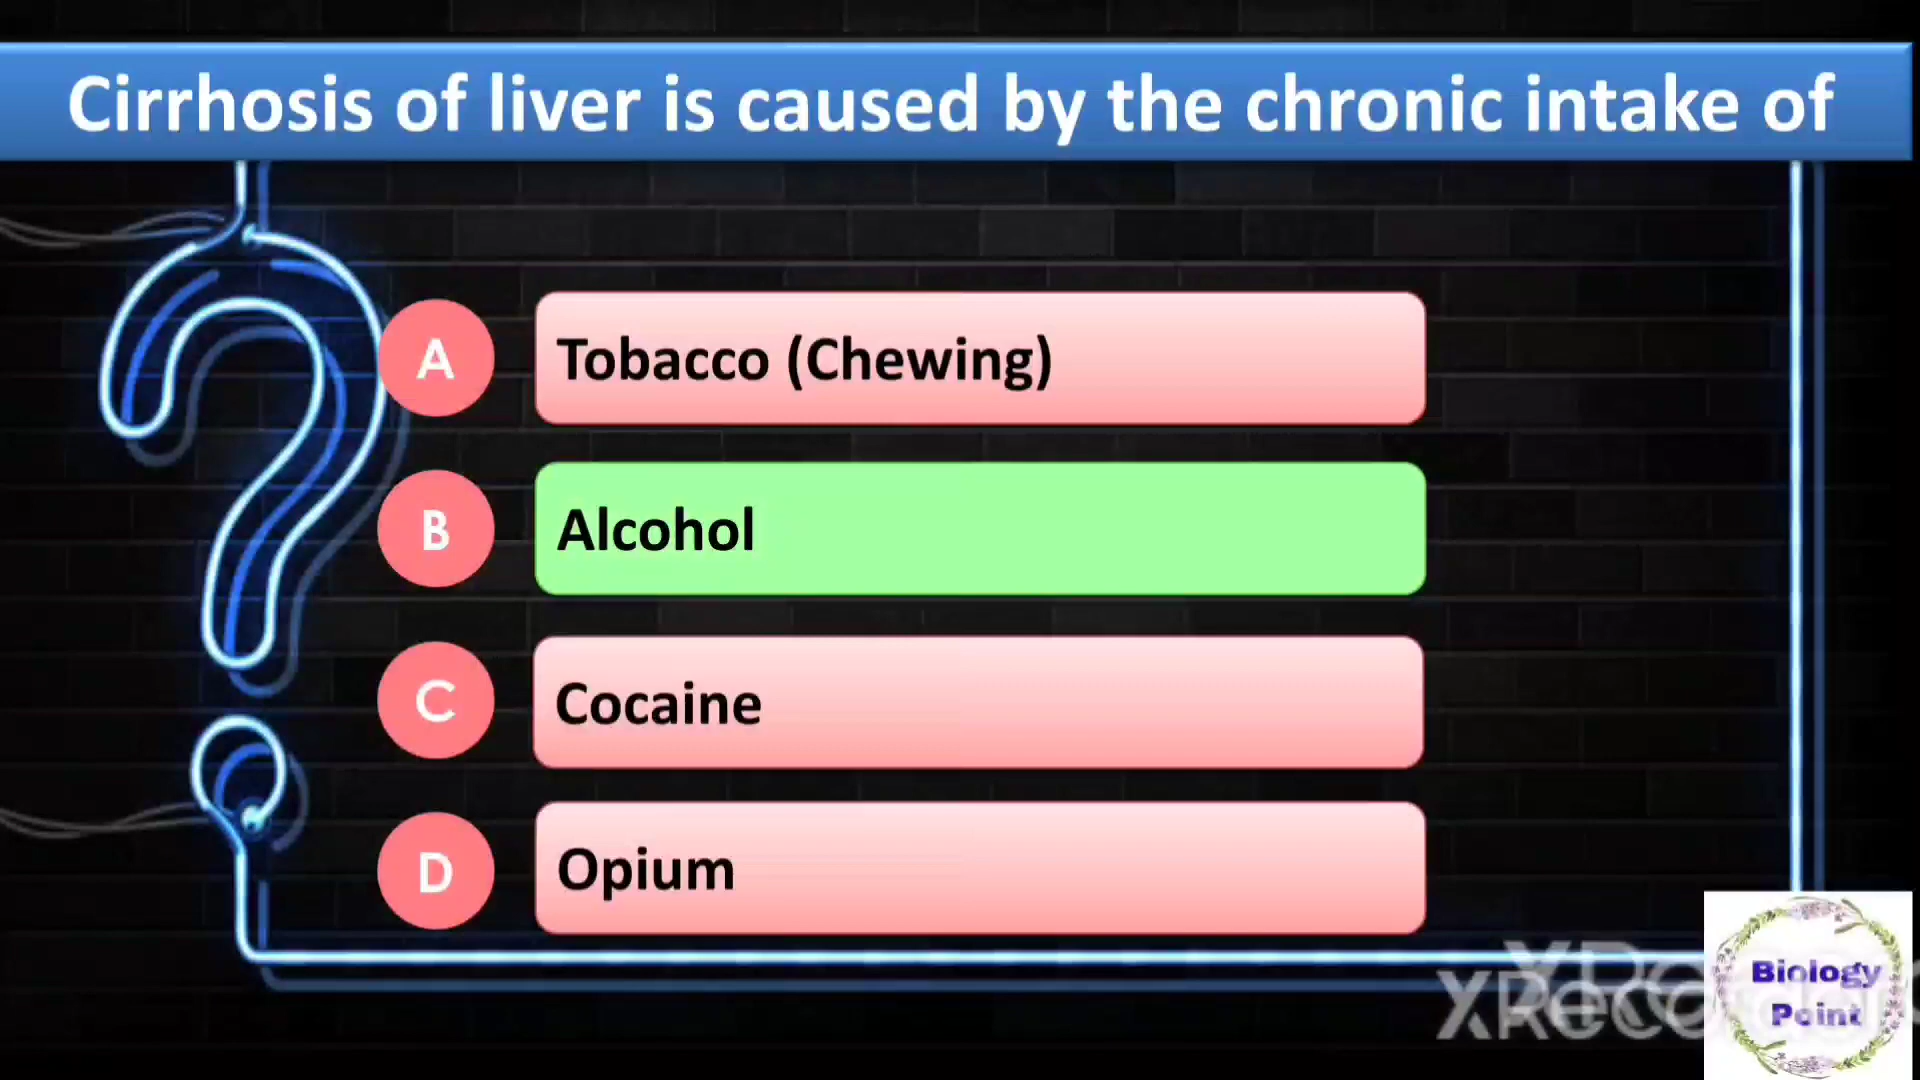 Cirrhosis of liver is caused by the chronic intake of
A
Tobacco (Chewing)
B
Alcohol
C
Cocaine
D
Opium
Biology
Point